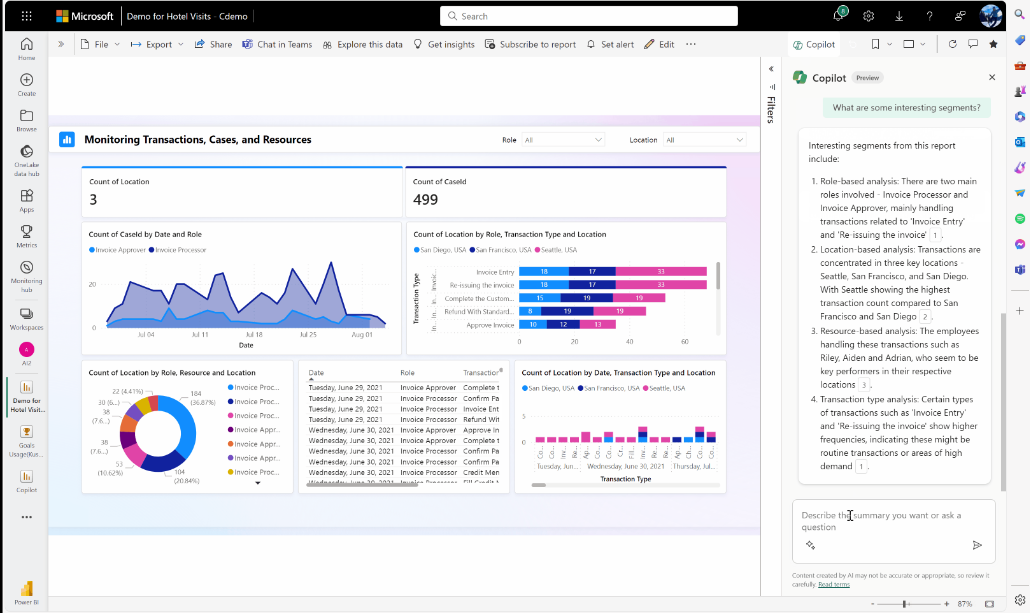 Microsoft
Demo for Hotel Visits - Cdemo
Search
8
File
Export
Share
Chat in Teams
Explore this data
Get insights
Subscribe to report
Set alert
Edit
Copilot
Home
Create
Browse
OneLake
data hub
Apps
Metrics
Monitoring
hub
Workspaces
Demo for
Hotel Visit...
Goals
Usage(Kus...
Copilot
Power BI
Filters
Monitoring Transactions, Cases, and Resources
Role
All
Location
All
Count of Location
3
Count of CaseId
499
Count of CaseId by Date and Role
Invoice Approver
Invoice Processor
20
0
Jul 04
Jul 11
Jul 18
Jul 25
Aug 01
Date
Count of Location by Role, Transaction Type and Location
San Diego, USA
San Francisco, USA
Seattle, USA
Transaction Type
Invoic...
In...
In...
Invoice Entry
18
17
33
Re-issuing the invoice
18
17
33
Complete the Custom...
15
19
19
Refund With Standard...
8
19
19
Approve Invoice
10
12
13
0
20
40
60
Count of Location by Role, Resource and Location
22 (4.41%)
30 (6...)
38
(7.6...)
38
(7.6...)
53
(10.62%)
104
(20.84%)
184
(36.87%)
Invoice Proc...
Invoice Proc...
Invoice Proc...
Invoice Appr...
Invoice Appr...
Invoice Appr...
Invoice Proc...
Date
Role
Transaction
Tuesday, June 29, 2021
Invoice Approver
Complete t
Tuesday, June 29, 2021
Invoice Processor
Confirm Pa
Tuesday, June 29, 2021
Invoice Processor
Invoice Ent
Tuesday, June 29, 2021
Invoice Processor
Refund Wit
Wednesday, June 30, 2021
Invoice Approver
Approve In
Wednesday, June 30, 2021
Invoice Approver
Complete t
Wednesday, June 30, 2021
Invoice Processor
Confirm Pa
Wednesday, June 30, 2021
Invoice Processor
Confirm Pa
Wednesday, June 30, 2021
Invoice Processor
Credit Men
Wednesday, June 30, 2021
Invoice Processor
Count of Location by Date, Transaction Type and Location
San Diego, USA
San Francisco, USA
Seattle, USA
5
0
Tuesday, Jun...
Wednesday, June 30, 2021
Thursday, Jul...
Transaction Type
Copilot
Preview
What are some interesting segments?
Interesting segments from this report
include:
1. Role-based analysis: There are two main
roles involved - Invoice Processor and
Invoice Approver, mainly handling
transactions related to 'Invoice Entry'
and 'Re-issuing the invoice' 1 .
2. Location-based analysis: Transactions are
concentrated in three key locations -
Seattle, San Francisco, and San Diego.
With Seattle showing the highest
transaction count compared to San
Francisco and San Diego 2 .
3. Resource-based analysis: The employees
handling these transactions such as
Riley, Aiden and Adrian, who seem to be
key performers in their respective
locations 3 .
4. Transaction type analysis: Certain types
of transactions such as 'Invoice Entry'
and 'Re-issuing the invoice' show higher
frequencies, indicating these might be
routine transactions or areas of high
demand 1 .
Describe the summary you want or ask a
question
Content created by AI may not be accurate or appropriate, so review it
carefully. Read terms
87%